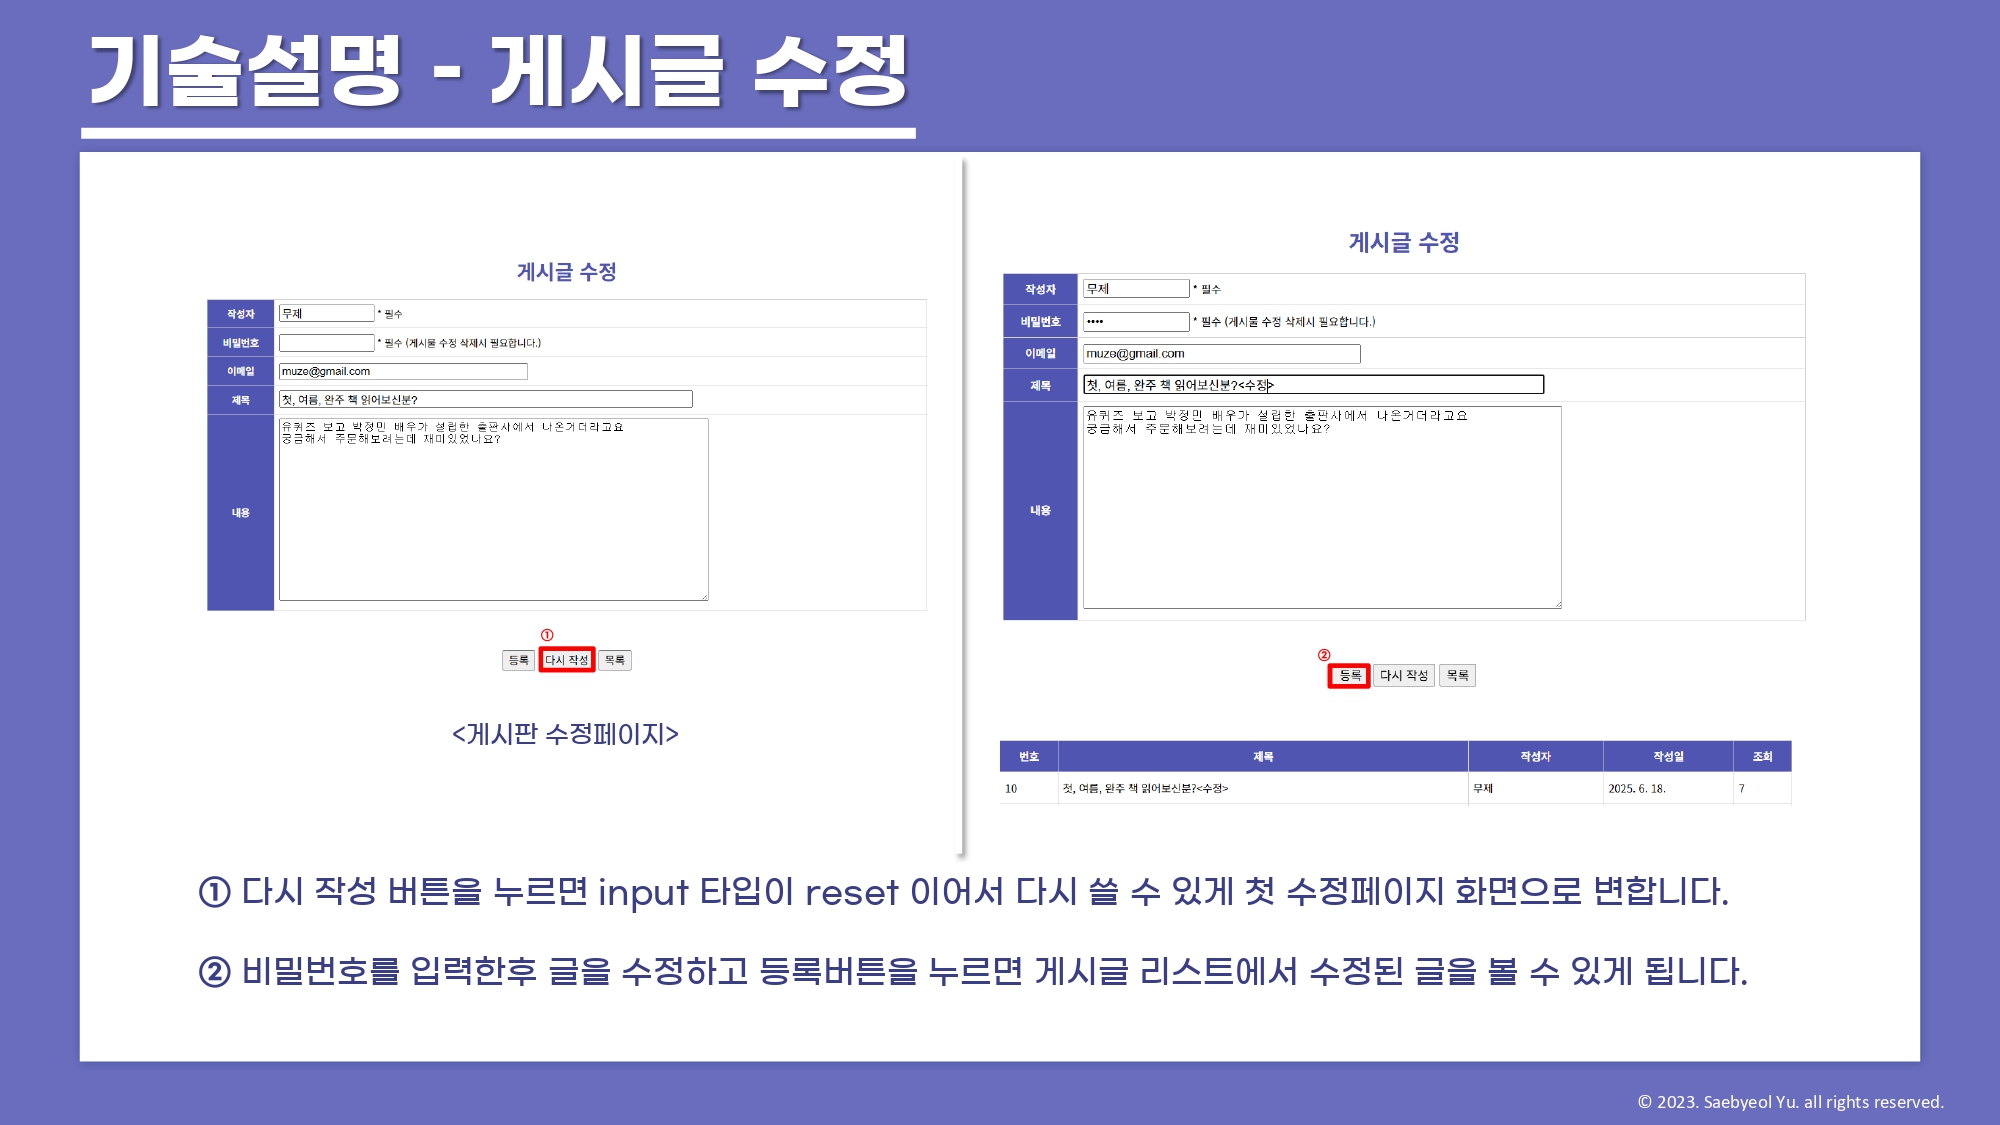 기술설명 - 게시글 수정
게시글 수정
작성자 무제 * 필수
비밀번호 * 필수 (게시물 수정 삭제시 필요합니다.)
이메일 muze@gmail.com
제목 첫, 여름, 완주 책 읽어보신분?
내용 유퀴즈 보고 박정민 배우가 설립한 출판사에서 나온거더라고요
궁금해서 주문해보려는데 재미있었나요?
①
등록 다시 작성 목록
<게시판 수정페이지>
게시글 수정
작성자 무제 * 필수
비밀번호 •••• * 필수 (게시물 수정 삭제시 필요합니다.)
이메일 muze@gmail.com
제목 첫, 여름, 완주 책 읽어보신분?<수정>
내용 유퀴즈 보고 박정민 배우가 설립한 출판사에서 나온거더라고요
궁금해서 주문해보려는데 재미있었나요?
②
등록 다시 작성 목록
번호 제목 작성자 작성일 조회
10 첫, 여름, 완주 책 읽어보신분?<수정> 무제 2025. 6. 18. 7
① 다시 작성 버튼을 누르면 input 타입이 reset 이어서 다시 쓸 수 있게 첫 수정페이지 화면으로 변합니다.
② 비밀번호를 입력한후 글을 수정하고 등록버튼을 누르면 게시글 리스트에서 수정된 글을 볼 수 있게 됩니다.
© 2023. Saebyeol Yu. all rights reserved.